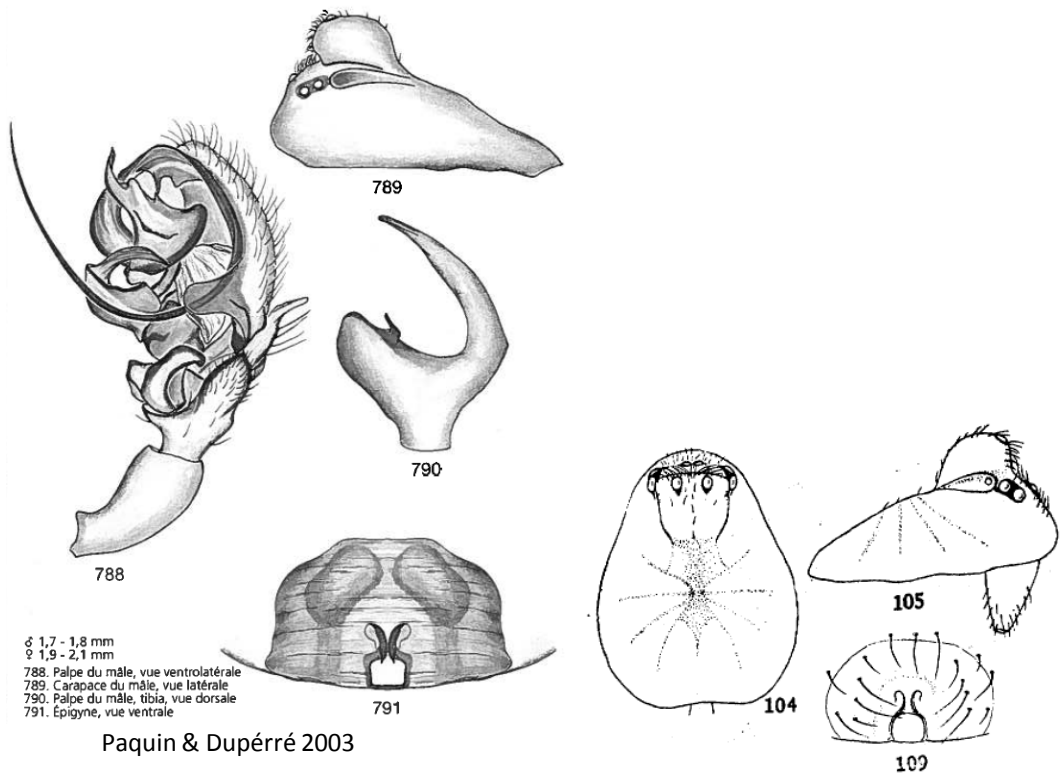 789
788
790
♂ 1,7 - 1,8 mm
♀ 1,9 - 2,1 mm
788. Palpe du mâle, vue ventrolatérale
789. Carapace du mâle, vue latérale
790. Palpe du mâle, tibia, vue dorsale
791. Épigyne, vue ventrale
791
Paquin & Dupérré 2003
104
105
109